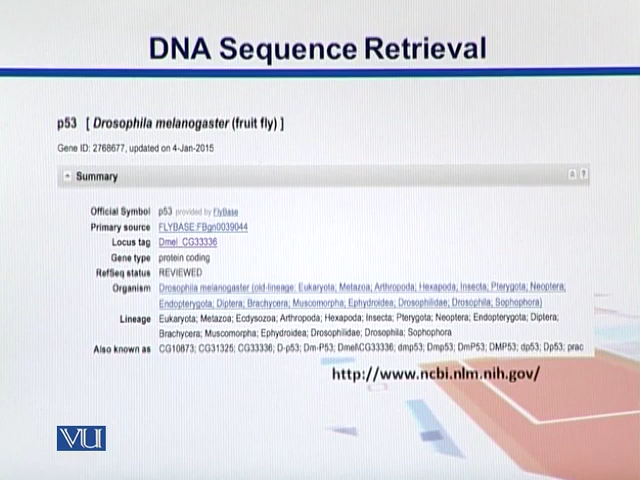 DNA Sequence Retrieval
p53 [ Drosophila melanogaster (fruit fly) ]
Gene ID: 2768677, updated on 4-Jan-2015
Summary
Official Symbol p53 provided by FlyBase
Primary source FLYBASE:FBgn0039044
Locus tag Dmel_CG33336
Gene type protein coding
RefSeq status REVIEWED
Organism Drosophila melanogaster (old-lineage: Eukaryota; Metazoa; Arthropoda; Hexapoda; Insecta; Pterygota; Neoptera;
Endopterygota; Diptera; Brachycera; Muscomorpha; Ephydroidea; Drosophilidae; Drosophila; Sophophora)
Lineage Eukaryota; Metazoa; Ecdysozoa; Arthropoda; Hexapoda; Insecta; Pterygota; Neoptera; Endopterygota; Diptera;
Brachycera; Muscomorpha; Ephydroidea; Drosophilidae; Drosophila; Sophophora
Also known as CG10873; CG31325; CG33336; D-p53; Dm-P53; Dmel\CG33336; dmp53; Dmp53; DmP53; DMP53; dp53; Dp53; prac
http://www.ncbi.nlm.nih.gov/
VU